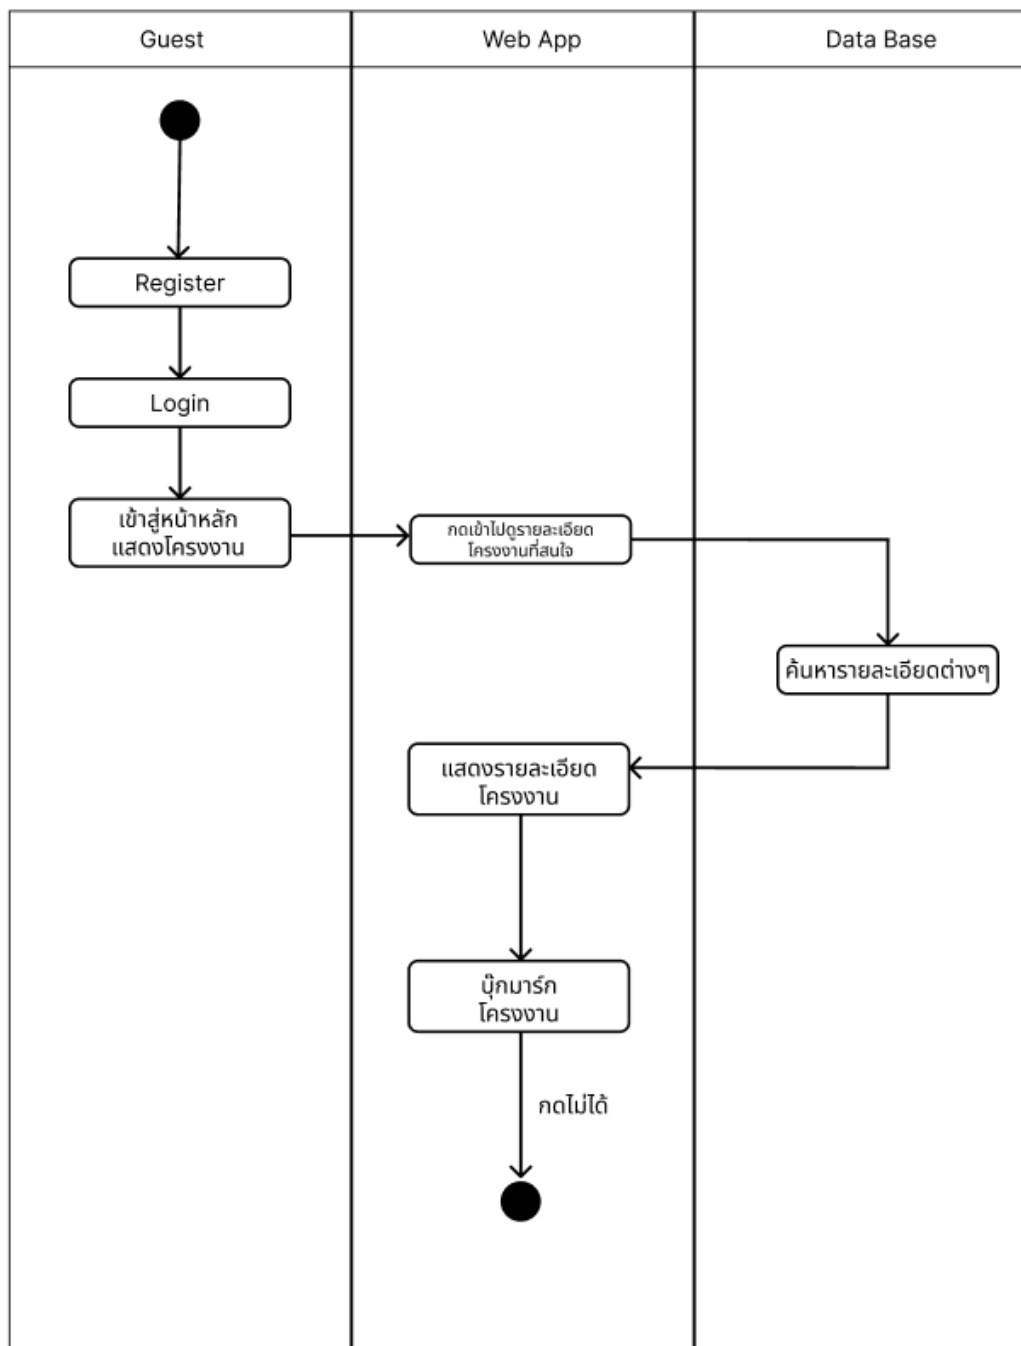 Guest
Web App
Data Base
Register
Login
เข้าสู่หน้าหลัก
แสดงโครงงาน
กดเข้าไปดูรายละเอียด
โครงงานที่สนใจ
ค้นหารายละเอียดต่างๆ
แสดงรายละเอียด
โครงงาน
บุ๊กมาร์ก
โครงงาน
กดไม่ได้